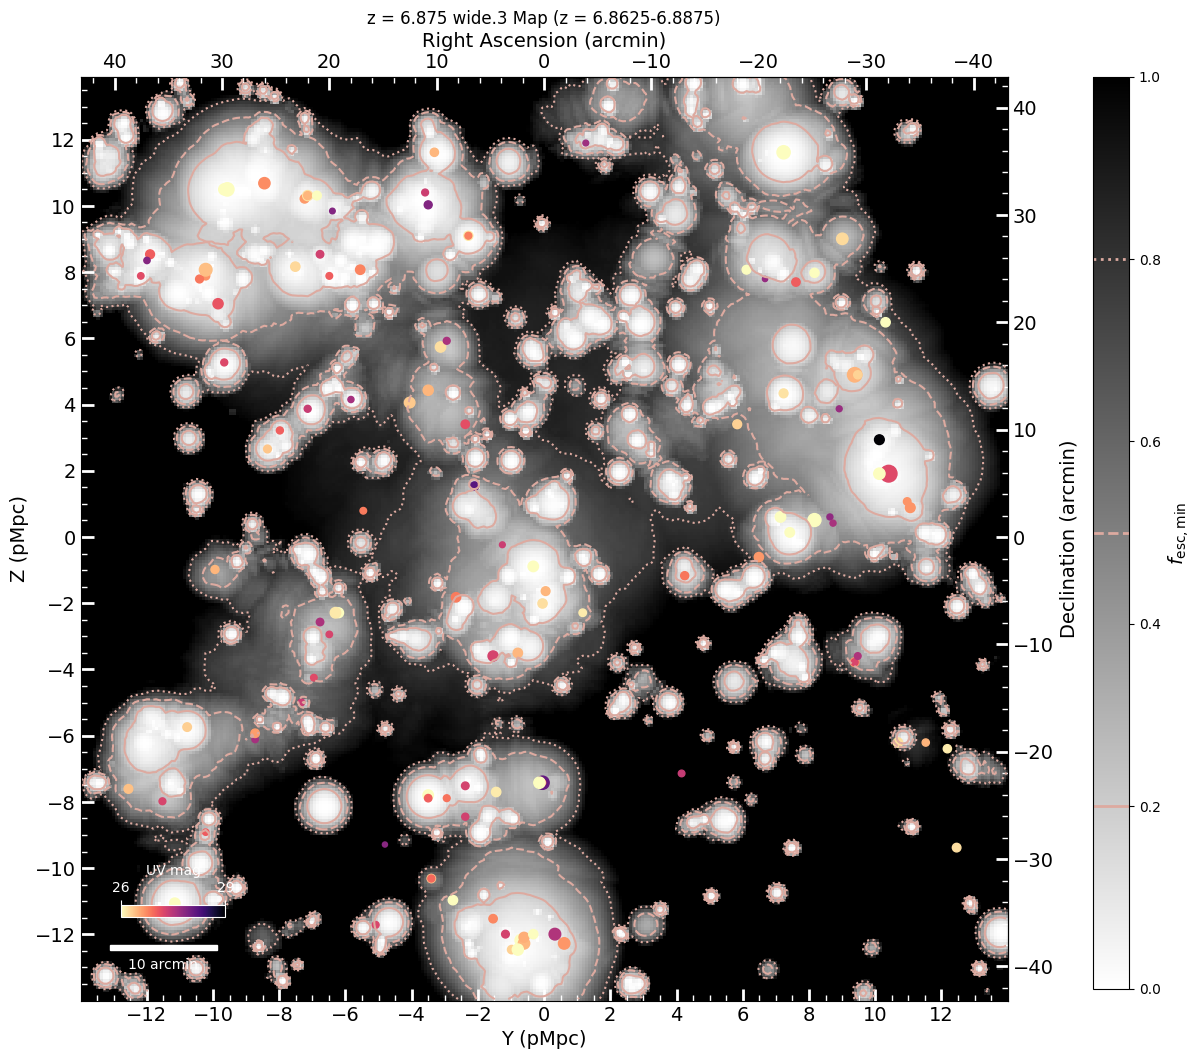 z = 6.875 wide.3 Map (z = 6.8625-6.8875)
Right Ascension (arcmin)
40 30 20 10 0 −10 −20 −30 −40
12
10
8
6
4
2
0
−2
−4
−6
−8
−10
−12
Z (pMpc)
−12 −10 −8 −6 −4 −2 0 2 4 6 8 10 12
Y (pMpc)
40
30
20
10
0
−10
−20
−30
−40
Declination (arcmin)
UV mag
26 29
10 arcmin
1.0
0.8
0.6
0.4
0.2
0.0
fesc,min